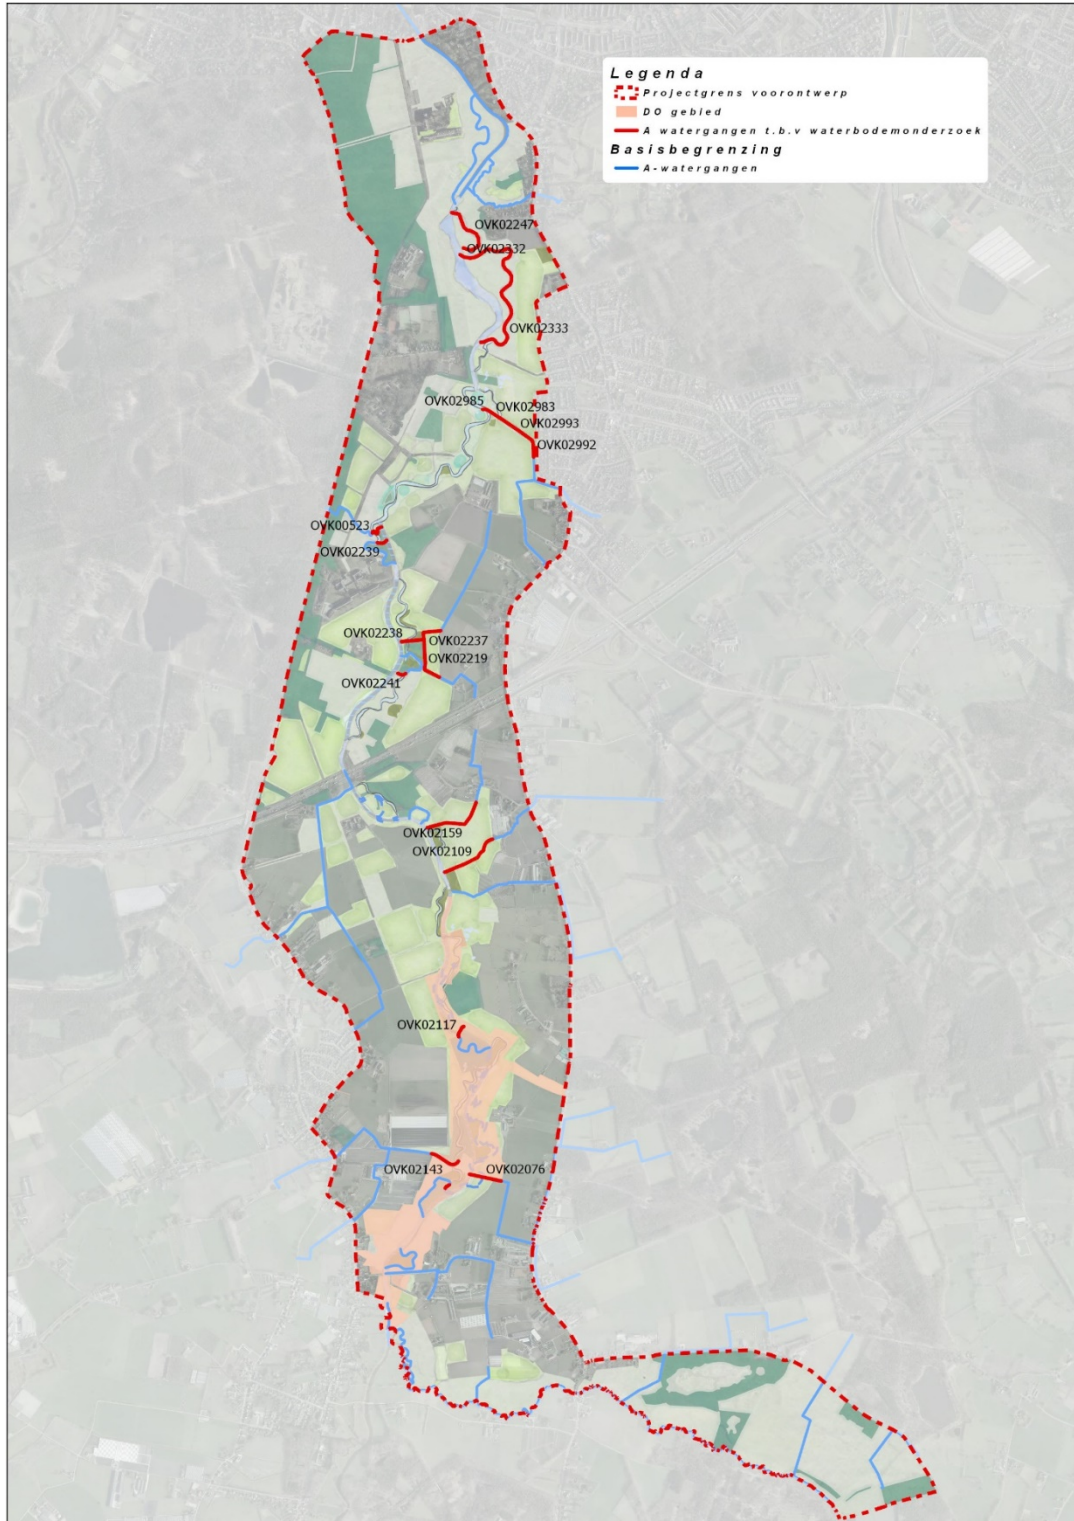 Legenda
Projectgrens voorontwerp
DO gebied
A watergangen t.b.v waterbodemonderzoek
Basisbegrenzing
A-watergangen
OVK02247
OVK02332
OVK02333
OVK02985
OVK02983
OVK02993
OVK02992
OVK00523
OVK02239
OVK02238
OVK02237
OVK02219
OVK02241
OVK02159
OVK02109
OVK02117
OVK02143
OVK02076